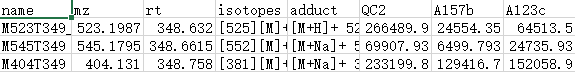 name mz rt isotopes adduct QC2 A157b A123c
M523T349_ 523.1987 348.632 [525][M]+ [M+H]+ 52 266489.9 24554.35 64513.5
M545T349 545.1795 348.6615 [552][M]+ [M+Na]+ 69907.93 6499.793 24735.93
M404T349 404.131 348.758 [381][M]+ [M+Na]+ 233199.8 129416.7 152058.9